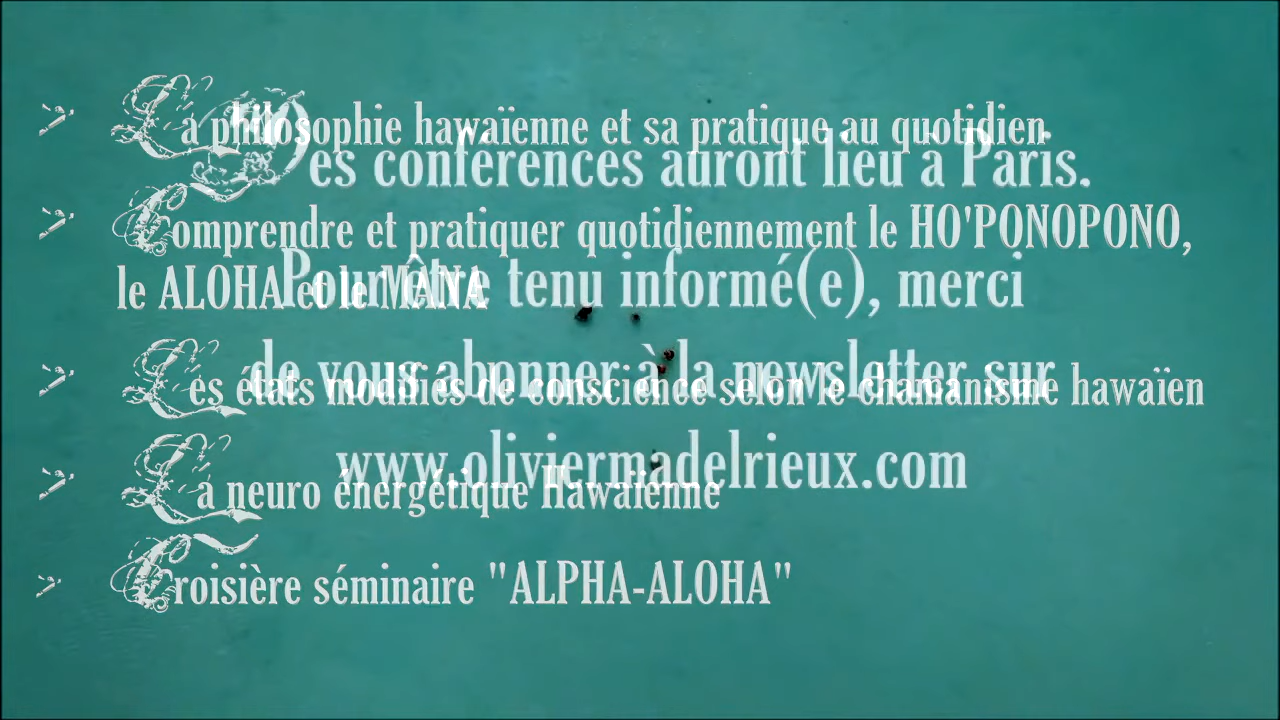 La philosophie hawaïenne et sa pratique au quotidien
Des conférences auront lieu à Paris.
Comprendre et pratiquer quotidiennement le HO'PONOPONO,
le ALOHA et le MANA
Pour être tenu informé(e), merci
de vous abonner à la newsletter sur
Les états modifiés de conscience selon le chamanisme hawaïen
www.oliviermadelrieux.com
La neuro énergétique Hawaïenne
Croisière séminaire "ALPHA-ALOHA"